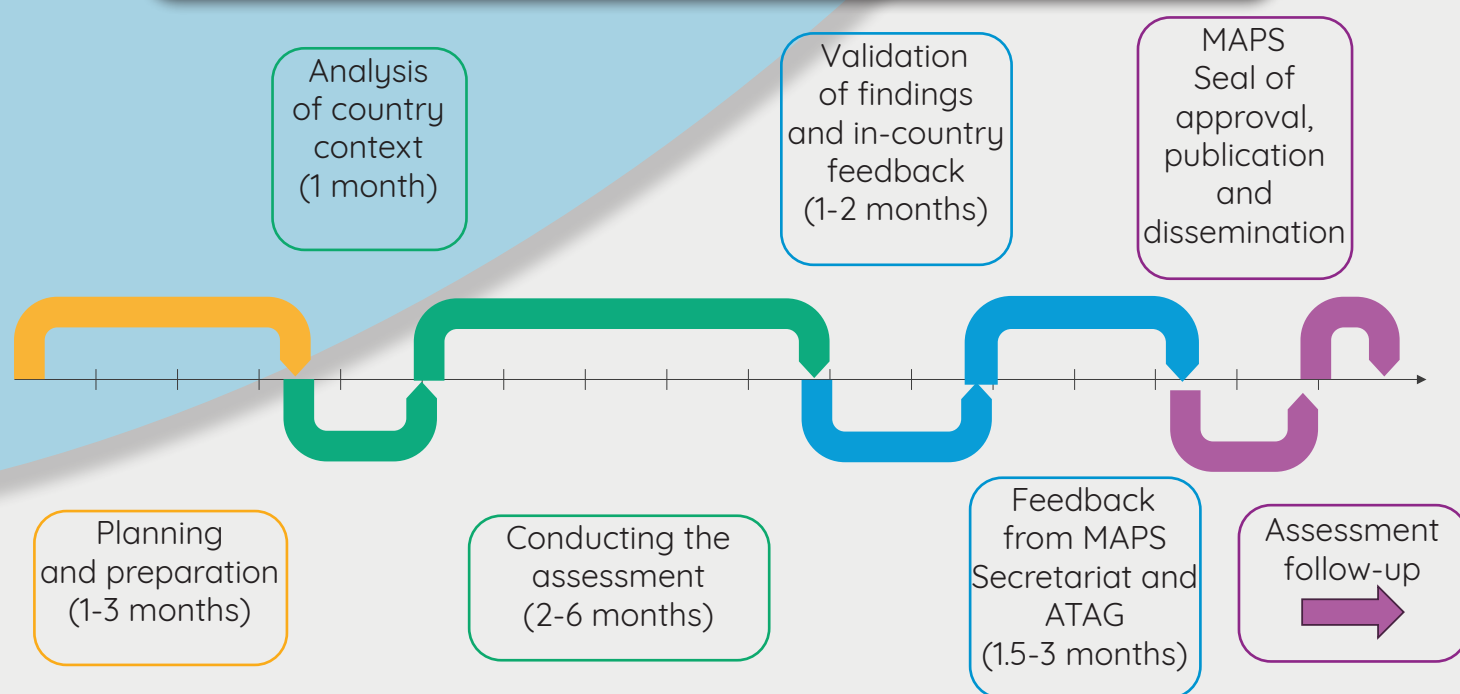 Analysis
of country
context
(1 month)
Validation
of findings
and in-country
feedback
(1-2 months)
MAPS
Seal of
approval,
publication
and
dissemination
Planning
and preparation
(1-3 months)
Conducting the
assessment
(2-6 months)
Feedback
from MAPS
Secretariat and
ATAG
(1.5-3 months)
Assessment
follow-up